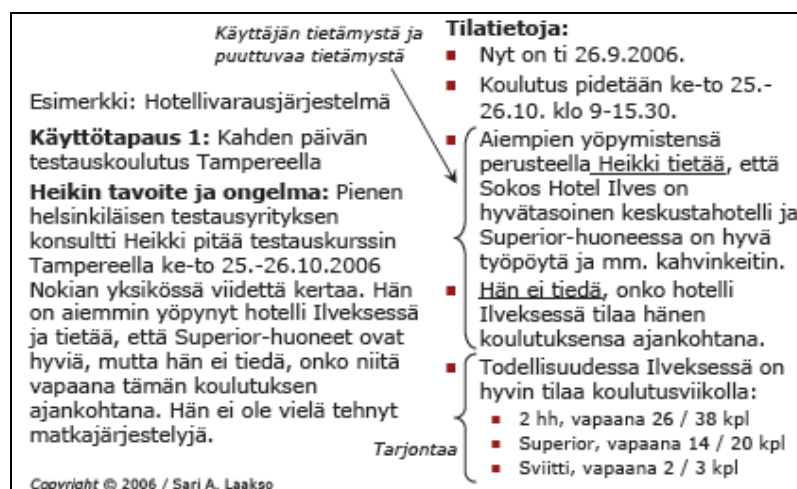 Käyttäjän tietämystä ja
puuttuvaa tietämystä
Esimerkki: Hotellivarausjärjestelmä
Käyttötapaus 1: Kahden päivän
testauskoulutus Tampereella
Heikin tavoite ja ongelma: Pienen
helsinkiläisen testausyrityksen
konsultti Heikki pitää testauskurssin
Tampereella ke-to 25.-26.10.2006
Nokian yksikössä viidettä kertaa. Hän
on aiemmin yöpynyt hotelli Ilveksessä
ja tietää, että Superior-huoneet ovat
hyviä, mutta hän ei tiedä, onko niitä
vapaana tämän koulutuksen
ajankohtana. Hän ei ole vielä tehnyt
matkajärjestelyjä.
Copyright © 2006 / Sari A. Laakso
Tilatietoja:
Nyt on ti 26.9.2006.
Koulutus pidetään ke-to 25.-
26.10. klo 9-15.30.
Aiempien yöpymistensä
perusteella Heikki tietää, että
Sokos Hotel Ilves on
hyvätasoinen keskustahotelli ja
Superior-huoneessa on hyvä
työpöytä ja mm. kahvinkeitin.
Hän ei tiedä, onko hotelli
Ilveksessä tilaa hänen
koulutuksensa ajankohtana.
Todellisuudessa Ilveksessä on
hyvin tilaa koulutusviikolla:
2 hh, vapaana 26 / 38 kpl
Superior, vapaana 14 / 20 kpl
Sviitti, vapaana 2 / 3 kpl
Tarjontaa